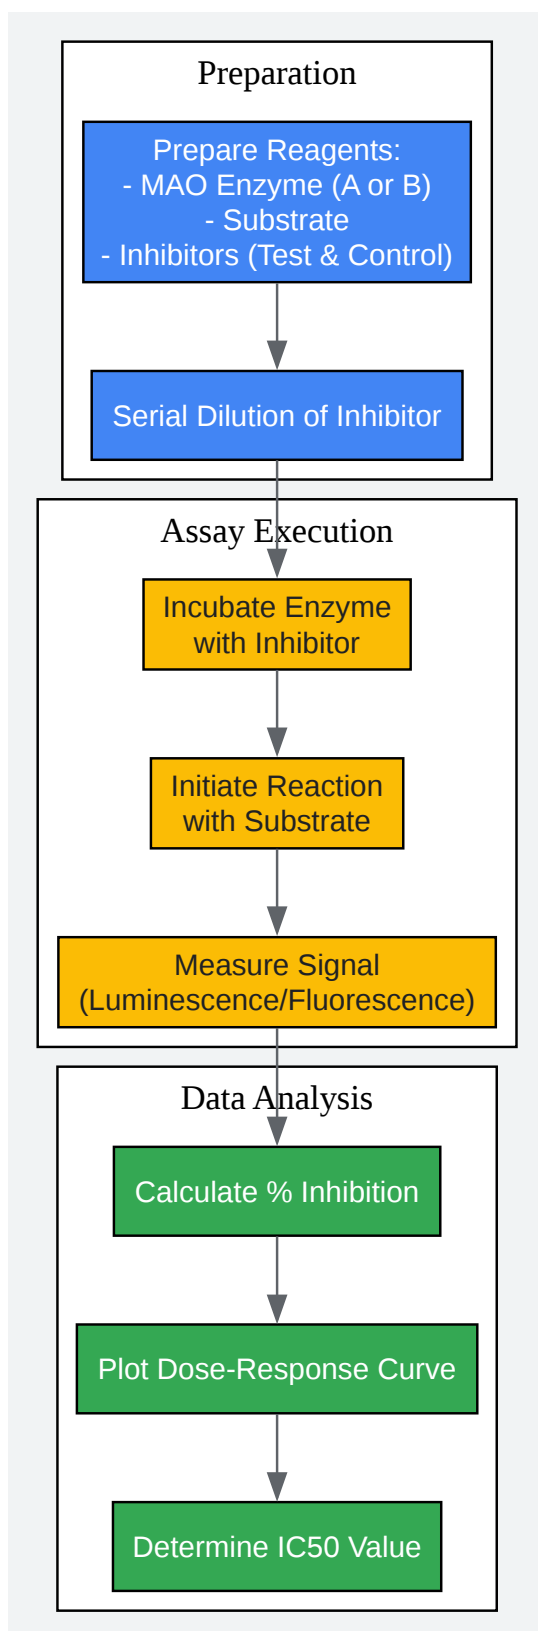 Preparation
Prepare Reagents:
- MAO Enzyme (A or B)
- Substrate
- Inhibitors (Test & Control)
Serial Dilution of Inhibitor
Assay Execution
Incubate Enzyme
with Inhibitor
Initiate Reaction
with Substrate
Measure Signal
(Luminescence/Fluorescence)
Data Analysis
Calculate % Inhibition
Plot Dose-Response Curve
Determine IC50 Value